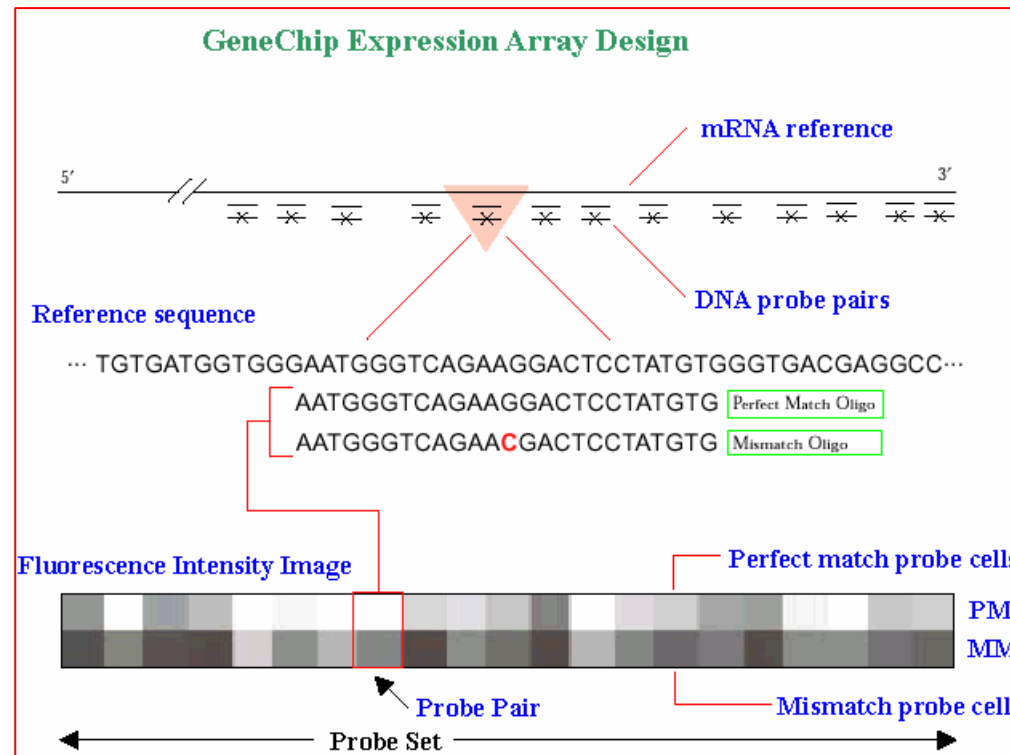 GeneChip Expression Array Design
mRNA reference
5′
3′
DNA probe pairs
Reference sequence
··· TGTGATGGTGGGAATGGGTCAGAAGGACTCCTATGTGGGTGACGAGGCC···
AATGGGTCAGAAGGACTCCTATGTG Perfect Match Oligo
AATGGGTCAGAACGACTCCTATGTG Mismatch Oligo
Fluorescence Intensity Image
Perfect match probe cells
PM
MM
Probe Pair
Mismatch probe cell
Probe Set